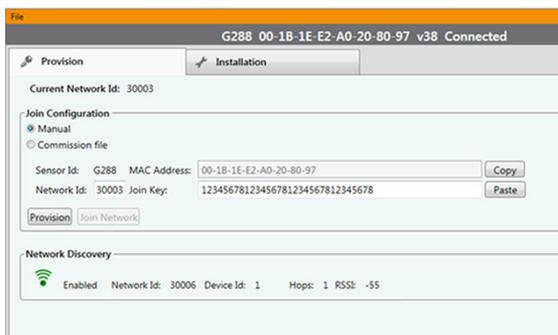 File
G288 00-1B-1E-E2-A0-20-80-97 v38 Connected
Provision Installation
Current Network Id: 30003
Join Configuration
Manual
Commission file
Sensor Id: G288 MAC Address: 00-1B-1E-E2-A0-20-80-97 Copy
Network Id: 30003 Join Key: 12345678123456781234567812345678 Paste
Provision Join Network
Network Discovery
Enabled Network Id: 30006 Device Id: 1 Hops: 1 RSSI: -55